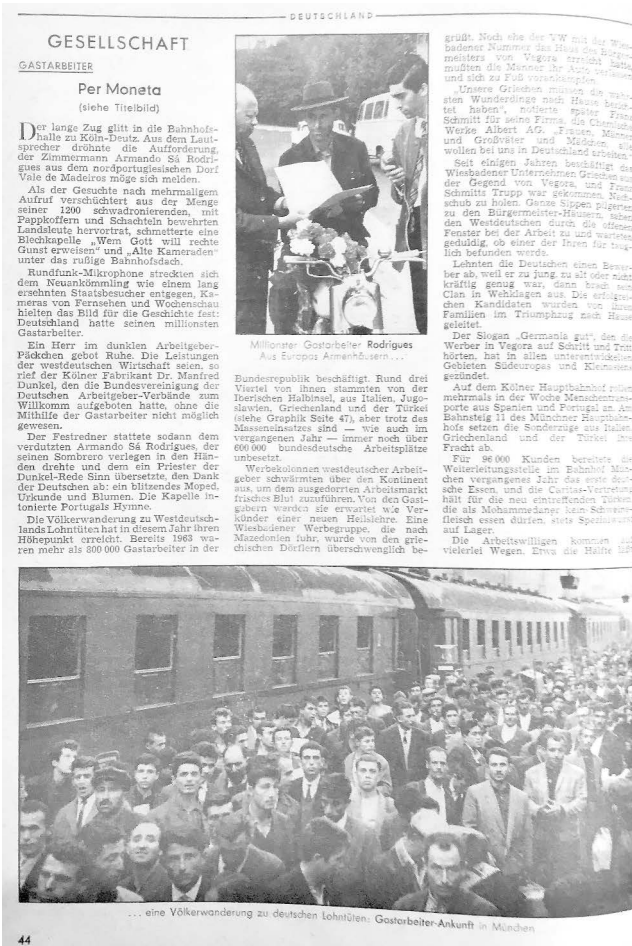 DEUTSCHLAND
GESELLSCHAFT
GASTARBEITER
Per Moneta
(siehe Titelbild)
Der lange Zug glitt in die Bahnhofs-
halle zu Köln-Deutz. Aus dem Laut-
sprecher dröhnte die Aufforderung,
der Zimmermann Armando Sá Rodri-
gues aus dem nordportugiesischen Dorf
Vale de Madeiros möge sich melden.
Als der Gesuchte nach mehrmaligem
Aufruf verschüchtert aus der Menge
seiner 1200 schwadronierenden, mit
Pappkoffern und Schachteln bewehrten
Landsleute hervortrat, schmetterte eine
Blechkapelle „Wem Gott will rechte
Gunst erweisen" und „Alte Kameraden"
unter das rußige Bahnhofsdach.
Rundfunk-Mikrophone streckten sich
dem Neuankömmling wie einem lang
ersehnten Staatsbesucher entgegen, Ka-
meras von Fernsehen und Wochenschau
hielten das Bild für die Geschichte fest:
Deutschland hatte seinen millionsten
Gastarbeiter.
Ein Herr im dunklen Arbeitgeber-
Päckchen gebot Ruhe. Die Leistungen
der westdeutschen Wirtschaft seien, so
rief der Kölner Fabrikant Dr. Manfred
Dunkel, den die Bundesvereinigung der
Deutschen Arbeitgeber-Verbände zum
Willkomm aufgeboten hatte, ohne die
Mithilfe der Gastarbeiter nicht möglich
gewesen.
Der Festredner stattete sodann dem
verdutzten Armando Sá Rodrigues, der
seinen Sombrero verlegen in den Hän-
den drehte und dem ein Priester der
Dunkel-Rede Sinn übersetzte, den Dank
der Deutschen ab: ein blitzendes Moped,
Urkunde und Blumen. Die Kapelle in-
tonierte Portugals Hymne.
Die Völkerwanderung zu Westdeutsch-
lands Lohntüten hat in diesem Jahr ihren
Höhepunkt erreicht. Bereits 1963 wa-
ren mehr als 800 000 Gastarbeiter in der
Millionster Gastarbeiter Rodrigues
Aus Europas Armenhäusern . . .
Bundesrepublik beschäftigt. Rund drei
Viertel von ihnen stammten von der
Iberischen Halbinsel, aus Italien, Jugo-
slawien, Griechenland und der Türkei
(siehe Graphik Seite 47), aber trotz des
Masseneinsatzes sind — wie auch im
vergangenen Jahr — immer noch über
600 000 bundesdeutsche Arbeitsplätze
unbesetzt.
Werbekolonnen westdeutscher Arbeit-
geber schwärmten über den Kontinent
aus, um dem ausgedorrten Arbeitsmarkt
frisches Blut zuzuführen. Von den Gast-
gebern werden sie erwartet wie Ver-
künder einer neuen Heilslehre. Eine
Wiesbadener Werbegruppe, die nach
Mazedonien fuhr, wurde von den grie-
chischen Dörflern überschwenglich be-
grüßt. Noch ehe der VW mit der Wies-
badener Nummer das Haus des Bürger-
meisters von Vegora erreicht hatte,
mußten die Männer ihr Auto verlassen
und sich zu Fuß vorankämpfen.
„Unsere Griechen müssen die wahr-
sten Wunderdinge nach Hause berich-
tet haben", notierte später Franz
Schmitt für seine Firma, die Chemische
Werke Albert AG. „Frauen, Männer
und Großväter und Mädchen, alle
wollen bei uns in Deutschland arbeiten."
Seit einigen Jahren beschäftigt das
Wiesbadener Unternehmen Griechen aus
der Gegend von Vegora, und Franz
Schmitts Trupp war gekommen, Nach-
schub zu holen. Ganze Sippen pilgerten
zu den Bürgermeister-Häusern, sahen
den Westdeutschen durch die offenen
Fenster bei der Arbeit zu und warteten
geduldig, ob einer der Ihren für taug-
lich befunden werde.
Lehnten die Deutschen einen Bewer-
ber ab, weil er zu jung, zu alt oder nicht
kräftig genug war, dann brach sein
Clan in Wehklagen aus. Die erfolgrei-
chen Kandidaten wurden von ihren
Familien im Triumphzug nach Hause
geleitet.
Der Slogan „Germania gut", den die
Werber in Vegora auf Schritt und Tritt
hörten, hat in allen unterentwickelten
Gebieten Südeuropas und Kleinasiens
gezündet.
Auf dem Kölner Hauptbahnhof rollen
mehrmals in der Woche Menschentrans-
porte aus Spanien und Portugal an. Am
Bahnsteig 11 des Münchner Hauptbahn-
hofs setzen die Sonderzüge aus Italien,
Griechenland und der Türkei ihre
Fracht ab.
Für 96 000 Kunden bereitete die
Weiterleitungsstelle im Bahnhof Mün-
chen vergangenes Jahr das erste deut-
sche Essen, und die Caritas-Vertretung
hält für die neu eintreffenden Türken,
die als Mohammedaner kein Schweine-
fleisch essen dürfen, stets Spezialkost
auf Lager.
Die Arbeitswilligen kommen auf
vielerlei Wegen. Etwa die Hälfte läßt
. . . eine Völkerwanderung zu deutschen Lohntüten: Gastarbeiter-Ankunft in München
44